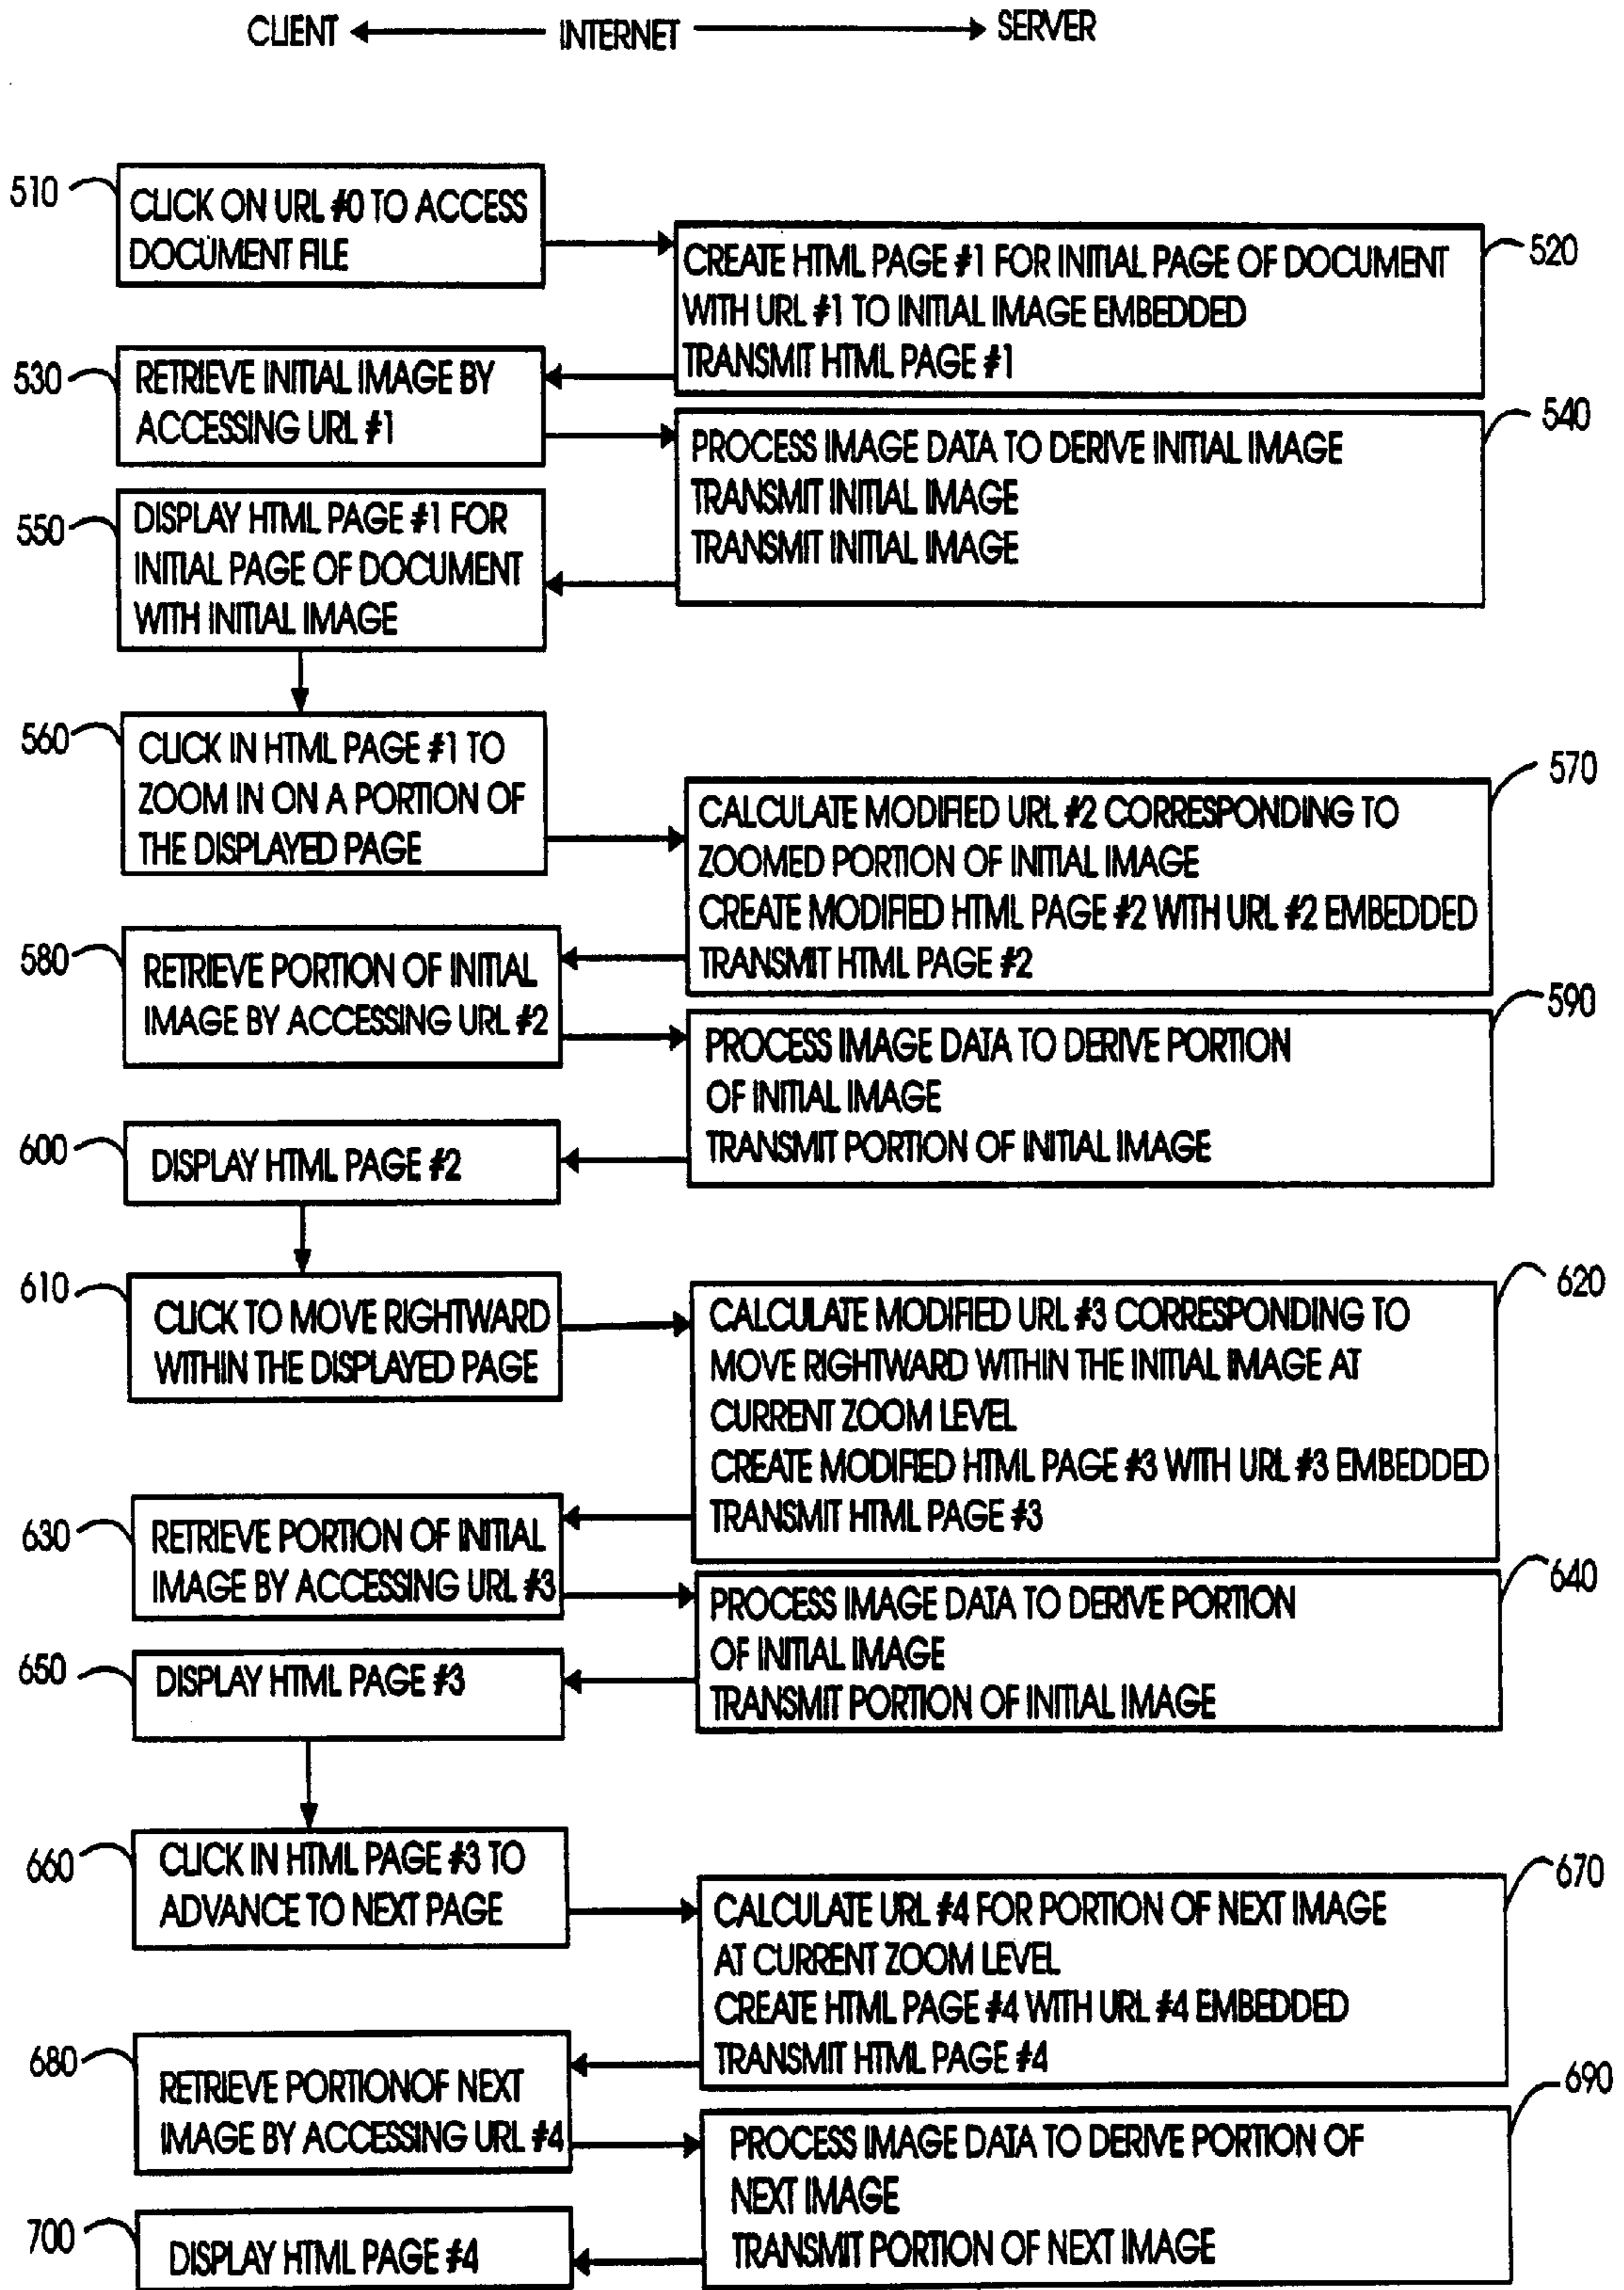 CLIENT INTERNET SERVER
510
CLICK ON URL #0 TO ACCESS
DOCUMENT FILE
520
CREATE HTML PAGE #1 FOR INITIAL PAGE OF DOCUMENT
WITH URL #1 TO INITIAL IMAGE EMBEDDED
TRANSMIT HTML PAGE #1
530
RETRIEVE INITIAL IMAGE BY
ACCESSING URL #1
540
PROCESS IMAGE DATA TO DERIVE INITIAL IMAGE
TRANSMIT INITIAL IMAGE
TRANSMIT INITIAL IMAGE
550
DISPLAY HTML PAGE #1 FOR
INITIAL PAGE OF DOCUMENT
WITH INITIAL IMAGE
560
CLICK IN HTML PAGE #1 TO
ZOOM IN ON A PORTION OF
THE DISPLAYED PAGE
570
CALCULATE MODIFIED URL #2 CORRESPONDING TO
ZOOMED PORTION OF INITIAL IMAGE
CREATE MODIFIED HTML PAGE #2 WITH URL #2 EMBEDDED
TRANSMIT HTML PAGE #2
580
RETRIEVE PORTION OF INITIAL
IMAGE BY ACCESSING URL #2
590
PROCESS IMAGE DATA TO DERIVE PORTION
OF INITIAL IMAGE
TRANSMIT PORTION OF INITIAL IMAGE
600
DISPLAY HTML PAGE #2
610
CLICK TO MOVE RIGHTWARD
WITHIN THE DISPLAYED PAGE
620
CALCULATE MODIFIED URL #3 CORRESPONDING TO
MOVE RIGHTWARD WITHIN THE INITIAL IMAGE AT
CURRENT ZOOM LEVEL
CREATE MODIFIED HTML PAGE #3 WITH URL #3 EMBEDDED
TRANSMIT HTML PAGE #3
630
RETRIEVE PORTION OF INITIAL
IMAGE BY ACCESSING URL #3
640
PROCESS IMAGE DATA TO DERIVE PORTION
OF INITIAL IMAGE
TRANSMIT PORTION OF INITIAL IMAGE
650
DISPLAY HTML PAGE #3
660
CLICK IN HTML PAGE #3 TO
ADVANCE TO NEXT PAGE
670
CALCULATE URL #4 FOR PORTION OF NEXT IMAGE
AT CURRENT ZOOM LEVEL
CREATE HTML PAGE #4 WITH URL #4 EMBEDDED
TRANSMIT HTML PAGE #4
680
RETRIEVE PORTIONOF NEXT
IMAGE BY ACCESSING URL #4
690
PROCESS IMAGE DATA TO DERIVE PORTION OF
NEXT IMAGE
TRANSMIT PORTION OF NEXT IMAGE
700
DISPLAY HTML PAGE #4